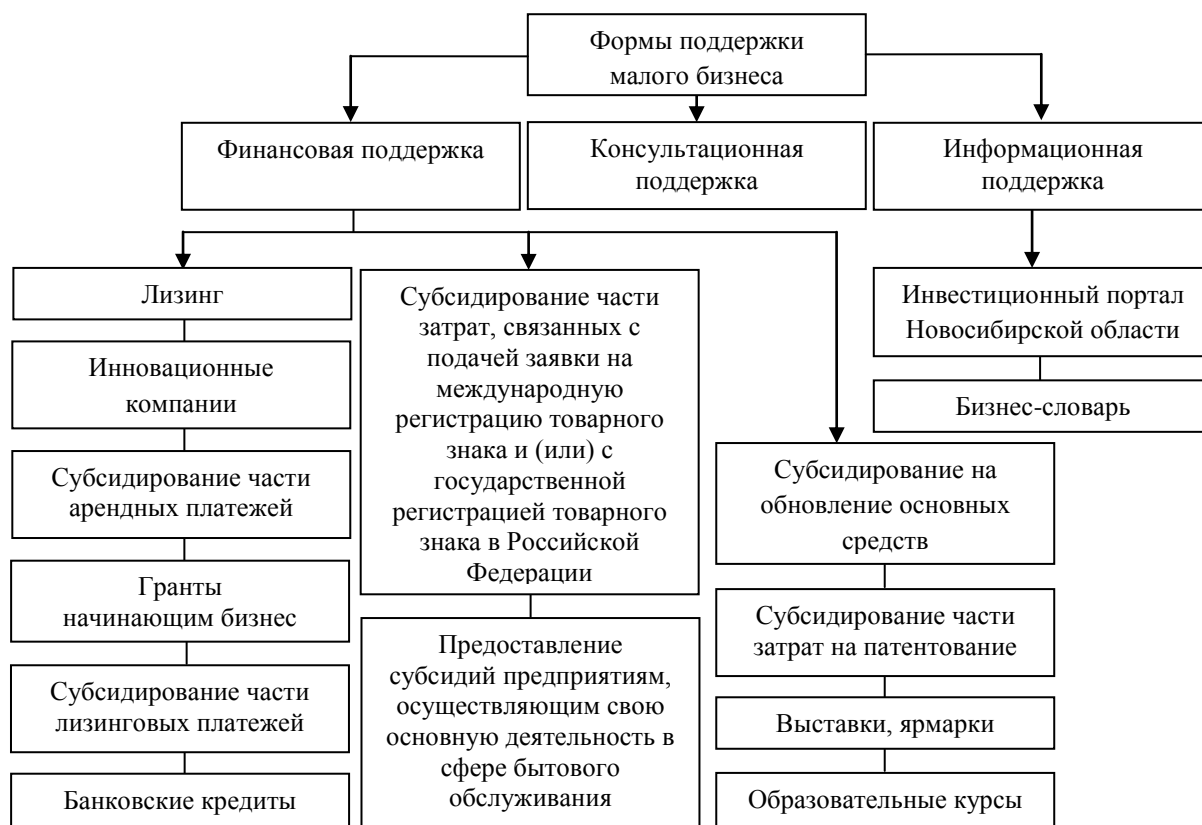 Формы поддержки
малого бизнеса
Финансовая поддержка
Консультационная
поддержка
Информационная
поддержка
Лизинг
Инновационные
компании
Субсидирование части
арендных платежей
Гранты
начинающим бизнес
Субсидирование части
лизинговых платежей
Банковские кредиты
Субсидирование части
затрат, связанных с
подачей заявки на
международную
регистрацию товарного
знака и (или) с
государственной
регистрацией товарного
знака в Российской
Федерации
Предоставление
субсидий предприятиям,
осуществляющим свою
основную деятельность в
сфере бытового
обслуживания
Субсидирование на
обновление основных
средств
Субсидирование части
затрат на патентование
Выставки, ярмарки
Образовательные курсы
Инвестиционный портал
Новосибирской области
Бизнес-словарь